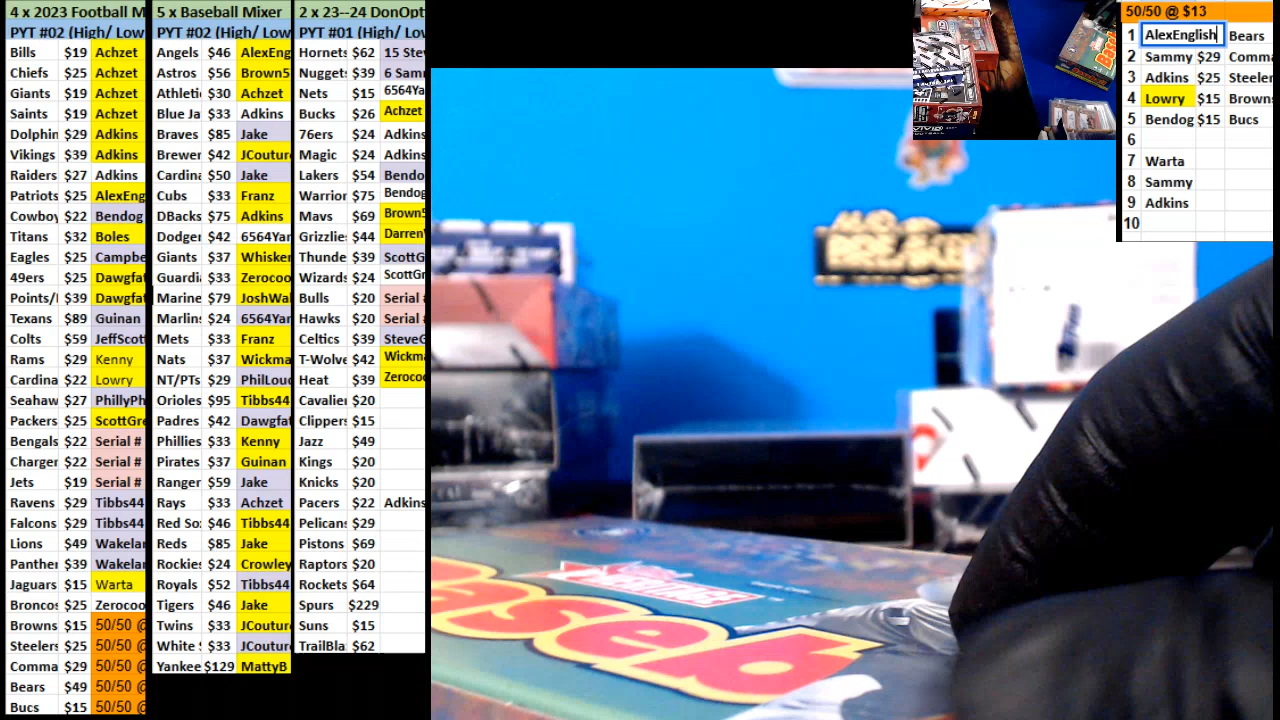 4 x 2023 Football M
PYT #02 (High/ Low
Bills $19 Achzet
Chiefs $25 Achzet
Giants $19 Achzet
Saints $19 Achzet
Dolphin $29 Adkins
Vikings $39 Adkins
Raiders $27 Adkins
Patriots $25 AlexEng
Cowboy $22 Bendog
Titans $32 Boles
Eagles $25 Campbe
49ers $25 Dawgfat
Points/ $39 Dawgfat
Texans $89 Guinan
Colts $59 JeffScott
Rams $29 Kenny
Cardina $22 Lowry
Seahaw $27 PhillyPh
Packers $25 ScottGre
Bengals $22 Serial #
Charger $22 Serial #
Jets $19 Serial #
Ravens $29 Tibbs44
Falcons $29 Tibbs44
Lions $49 Wakelan
Panther $39 Wakelan
Jaguars $15 Warta
Broncos $25 Zerocoo
Browns $15 50/50 @
Steelers $25 50/50 @
Comma $29 50/50 @
Bears $49 50/50 @
Bucs $15 50/50 @
5 x Baseball Mixer
PYT #02 (High/ Low
Angels $46 AlexEng
Astros $56 Brown5
Athleti $30 Achzet
Blue Ja $33 Adkins
Braves $85 Jake
Brewer $42 JCouture
Cardina $50 Jake
Cubs $33 Franz
DBacks $75 Adkins
Dodger $42 6564Yan
Giants $37 Whisker
Guardi $33 Zerocoo
Marine $79 JoshWal
Marlins $24 6564Yan
Mets $33 Franz
Nats $37 Wickma
NT/PTs $29 PhilLoud
Orioles $95 Tibbs44
Padres $42 Dawgfat
Phillies $33 Kenny
Pirates $37 Guinan
Ranger $59 Jake
Rays $33 Achzet
Red So $46 Tibbs44
Reds $85 Jake
Rockies $24 Crowley
Royals $52 Tibbs44
Tigers $46 Jake
Twins $33 JCouture
White S $33 JCouture
Yankee $129 MattyB
2 x 23--24 DonOpt
PYT #01 (High/ Low
Hornets $62 15 Stev
Nuggets $39 6 Samm
Nets $15 6564Ya
Bucks $26 Achzet
76ers $24 Adkins
Magic $24 Adkins
Lakers $54 Bendo
Warrior $75 Bendog
Mavs $69 Brown5
Grizzlie $44 Darren
Thunde $39 ScottG
Wizards $24 ScottGr
Bulls $20 Serial #
Hawks $20 Serial #
Celtics $39 SteveG
T-Wolve $42 Wickma
Heat $39 Zeroco
Cavalier $20
Clippers $15
Jazz $49
Kings $20
Knicks $20
Pacers $22 Adkins
Pelicans $29
Pistons $69
Raptors $20
Rockets $64
Spurs $229
Suns $15
TrailBla $62
50/50 @ $13
1 AlexEnglish Bears
2 Sammy $29 Comma
3 Adkins $25 Steeler
4 Lowry $15 Browns
5 Bendog $15 Bucs
6
7 Warta
8 Sammy
9 Adkins
10
Baseb